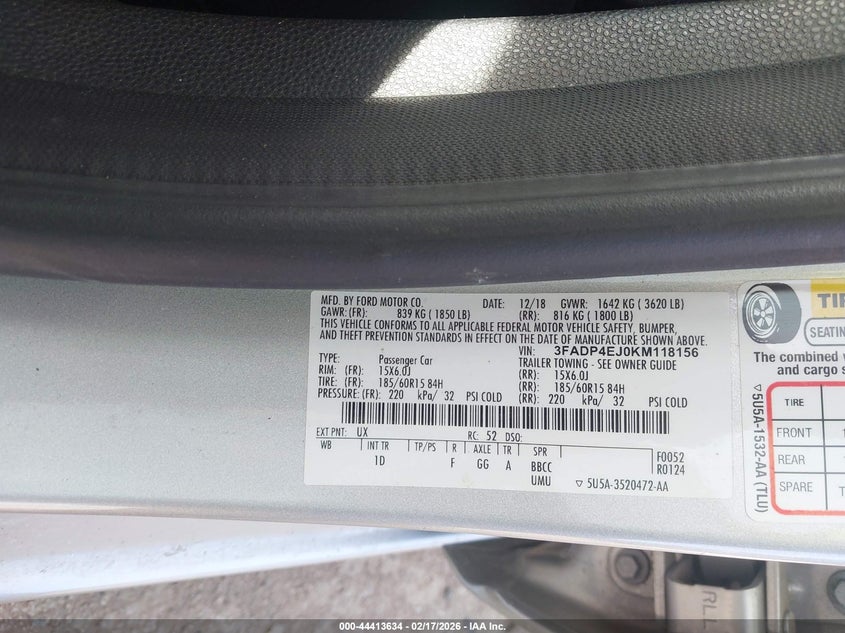 MFD. BY FORD MOTOR CO. DATE: 12/18 GVWR: 1642 KG ( 3620 LB)
GAWR: (FR): 839 KG ( 1850 LB) (RR): 816 KG ( 1800 LB)
THIS VEHICLE CONFORMS TO ALL APPLICABLE FEDERAL MOTOR VEHICLE SAFETY, BUMPER,
AND THEFT PREVENTION STANDARDS IN EFFECT ON THE DATE OF MANUFACTURE SHOWN ABOVE.
VIN: 3FADP4EJ0KM118156
TYPE: Passenger Car TRAILER TOWING - SEE OWNER GUIDE
RIM: (FR): 15X6.0J (RR): 15X6.0J
TIRE: (FR): 185/60R15 84H (RR): 185/60R15 84H
PRESSURE: (FR): 220 kPa/ 32 PSI COLD (RR): 220 kPa/ 32 PSI COLD
EXT PNT: UX RC: 52 DSO: F0052
WB INT TR TP/PS R AXLE TR SPR R0124
1D F GG A BBCC
UMU ▽ 5U5A-3520472-AA
TIR
SEATING
The combined w
and cargo s
TIRE
FRONT 1
REAR 1
SPARE T
▽ 5U5A-1532-AA (TLU)
RLL
000-44413634 - 02/17/2026 - IAA Inc.